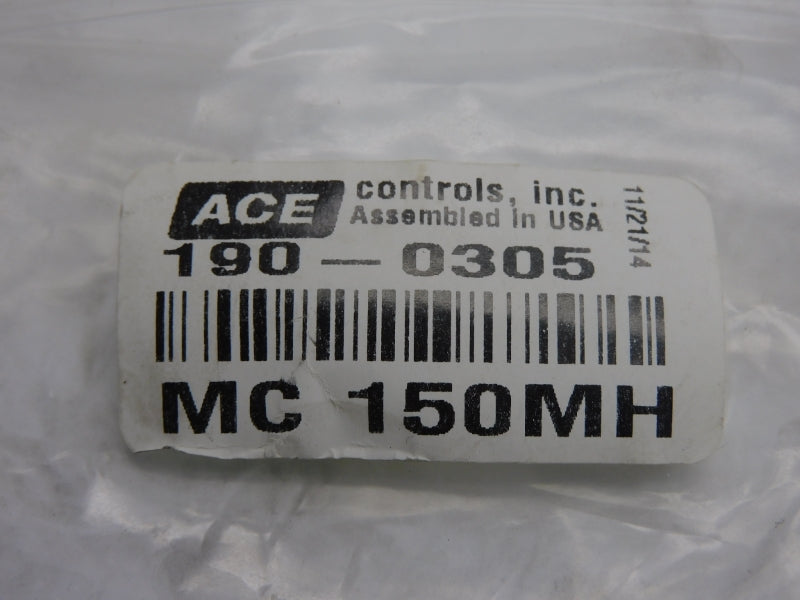 ACE controls, inc.
Assembled in USA
11/21/14
190-0305
MC 150MH